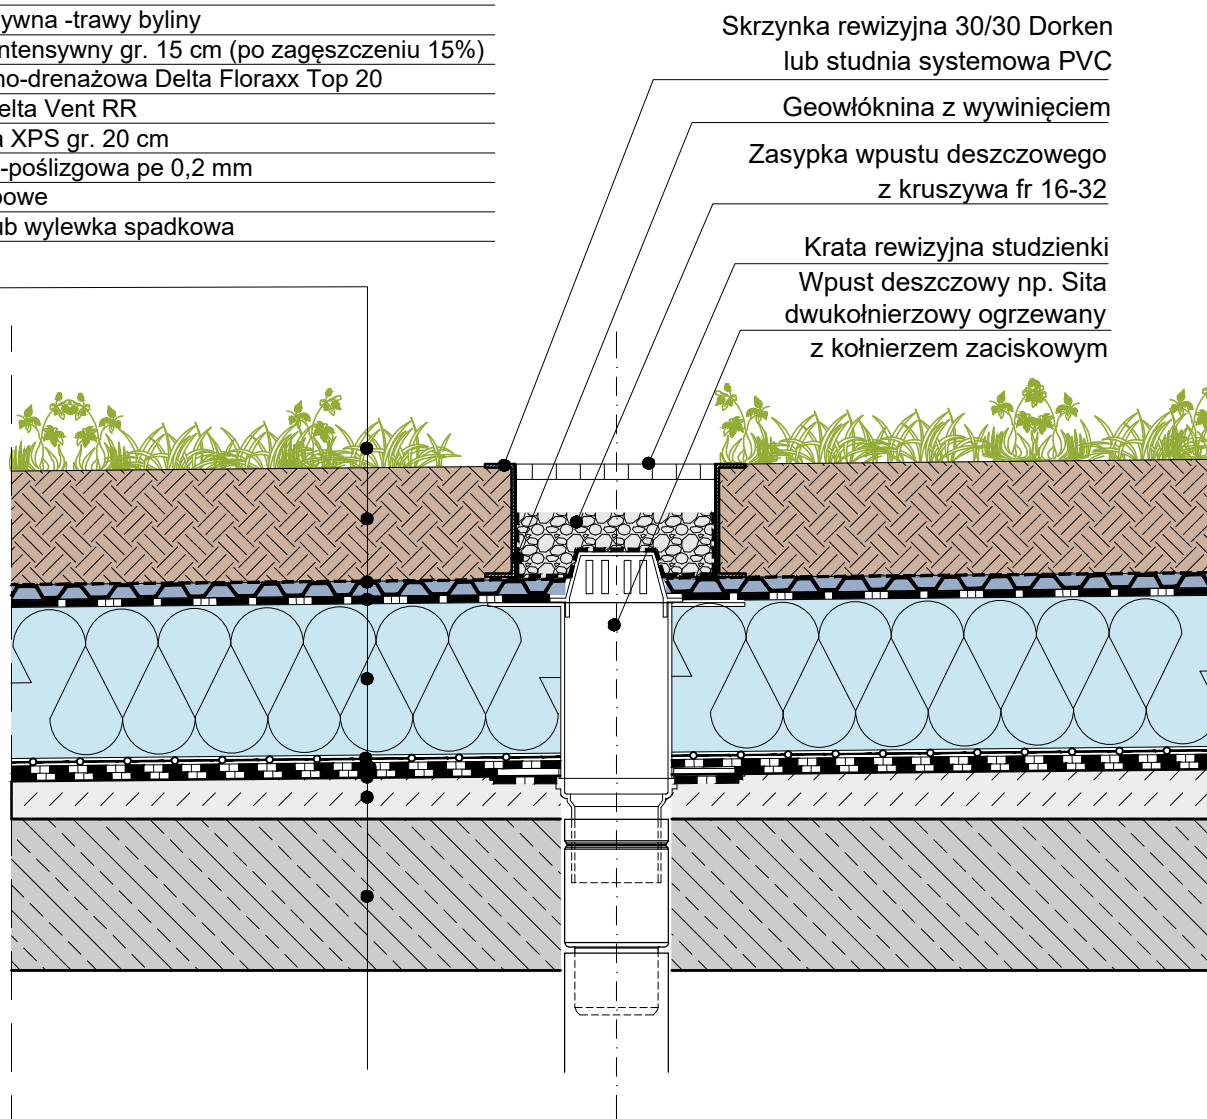 ywna -trawy byliny
ntensywny gr. 15 cm (po zagęszczeniu 15%)
no-drenażowa Delta Floraxx Top 20
elta Vent RR
a XPS gr. 20 cm
-poślizgowa pe 0,2 mm
powe
ub wylewka spadkowa
Skrzynka rewizyjna 30/30 Dorken
lub studnia systemowa PVC
Geowłóknina z wywinięciem
Zasypka wpustu deszczowego
z kruszywa fr 16-32
Krata rewizyjna studzienki
Wpust deszczowy np. Sita
dwukołnierzowy ogrzewany
z kołnierzem zaciskowym